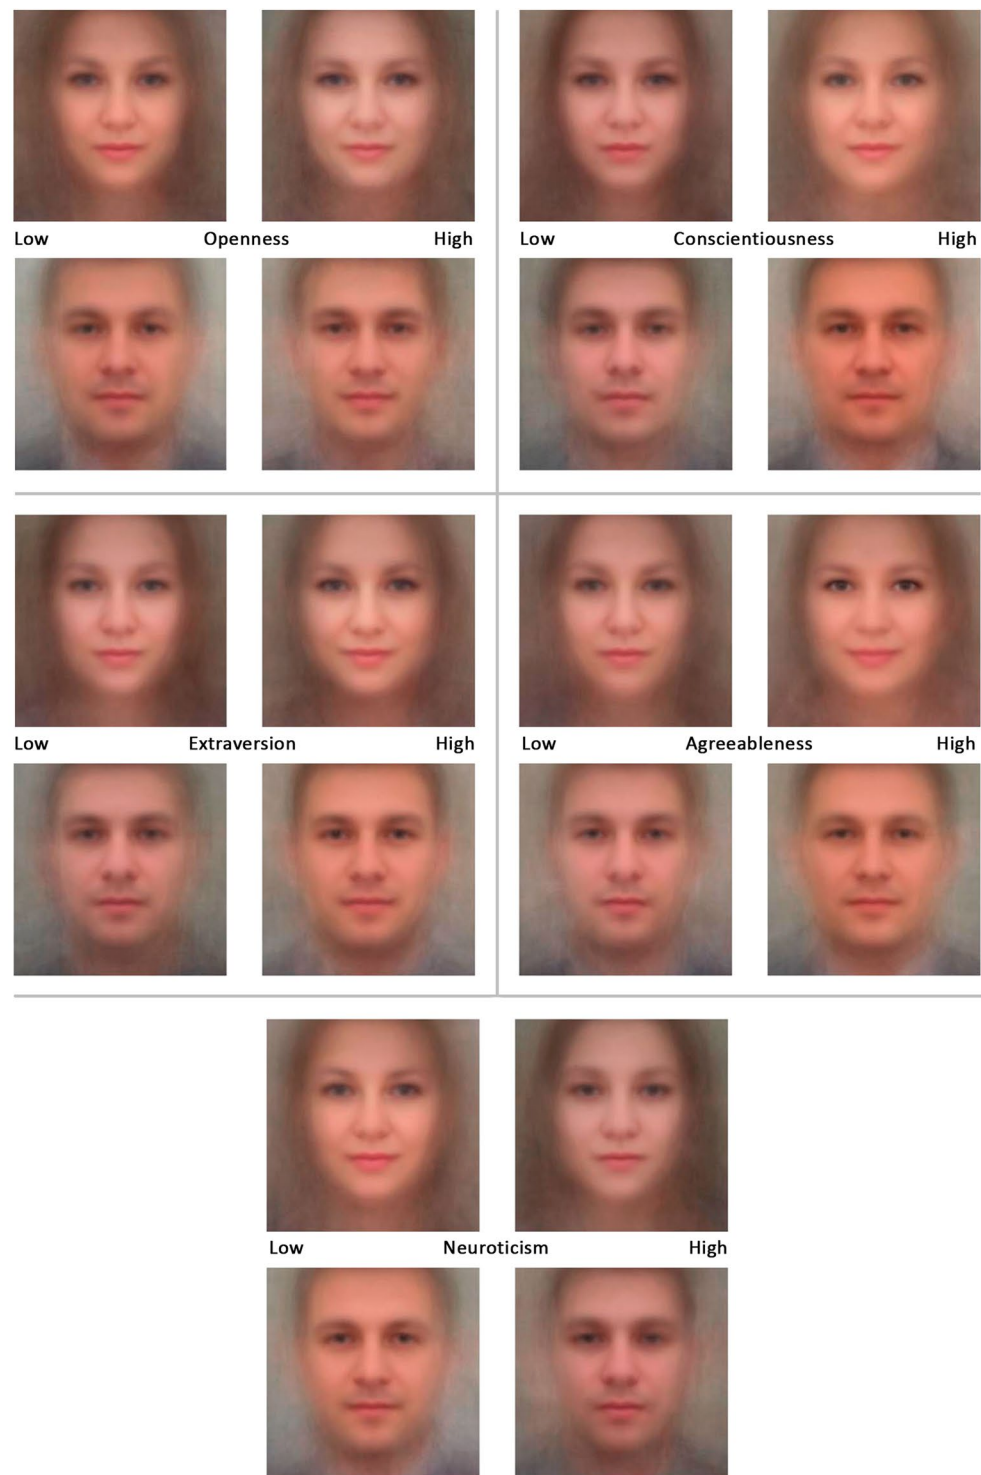 Low Openness High
Low Conscientiousness High
Low Extraversion High
Low Agreeableness High
Low Neuroticism High